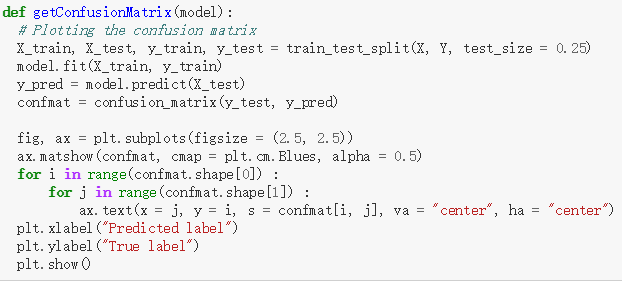 def getConfusionMatrix(model):
    # Plotting the confusion matrix
    X_train, X_test, y_train, y_test = train_test_split(X, Y, test_size = 0.25)
    model.fit(X_train, y_train)
    y_pred = model.predict(X_test)
    confmat = confusion_matrix(y_test, y_pred)

    fig, ax = plt.subplots(figsize = (2.5, 2.5))
    ax.matshow(confmat, cmap = plt.cm.Blues, alpha = 0.5)
    for i in range(confmat.shape[0]) :
        for j in range(confmat.shape[1]) :
            ax.text(x = j, y = i, s = confmat[i, j], va = "center", ha = "center")
    plt.xlabel("Predicted label")
    plt.ylabel("True label")
    plt.show()